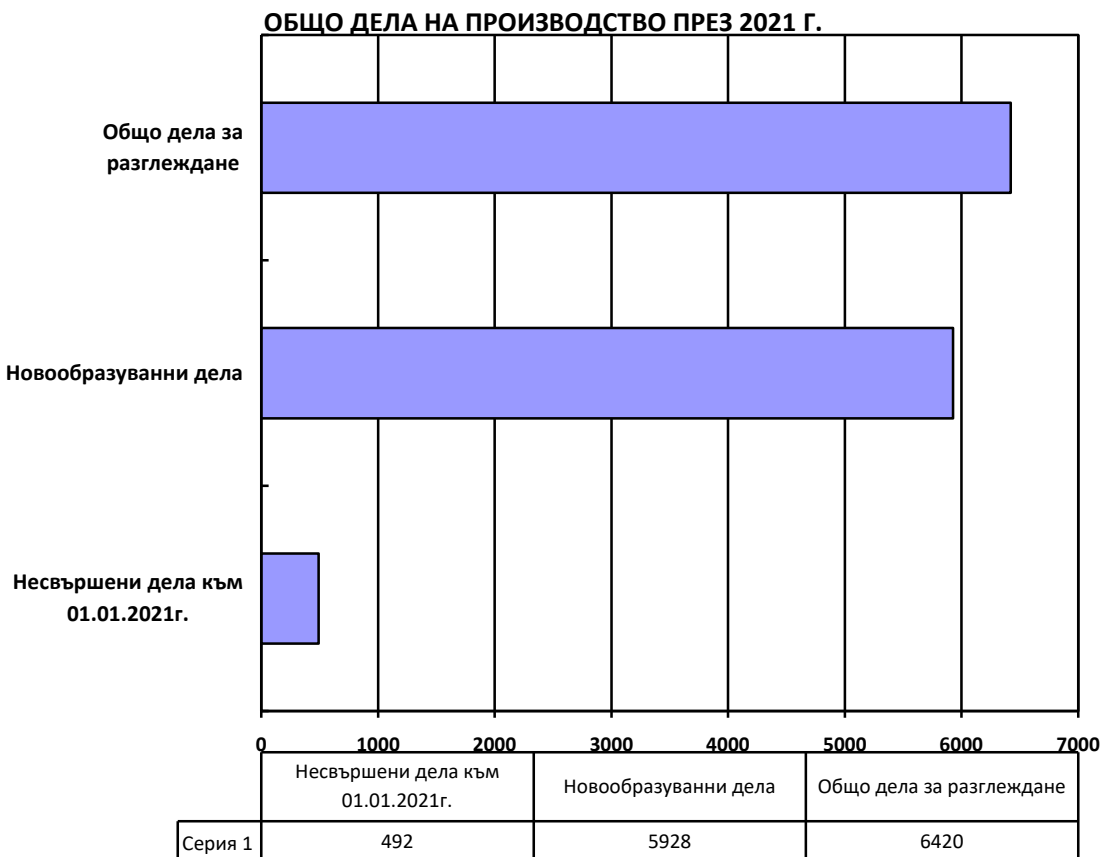 ОБЩО ДЕЛА НА ПРОИЗВОДСТВО ПРЕЗ 2021 Г.
Общо дела за
разглеждане
Новообразуванни дела
Несвършени дела към
01.01.2021г.
0 1000 2000 3000 4000 5000 6000 7000
Несвършени дела към
01.01.2021г.
Новообразуванни дела
Общо дела за разглеждане
Серия 1 492 5928 6420